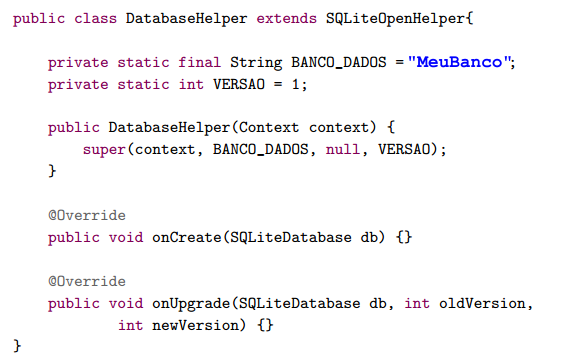 public class DatabaseHelper extends SQLiteOpenHelper{
private static final String BANCO_DADOS ="MeuBanco";
private static int VERSAO = 1;
public DatabaseHelper(Context context) {
super(context, BANCO_DADOS, null, VERSAO);
}
@Override
public void onCreate(SQLiteDatabase db) {}
@Override
public void onUpgrade(SQLiteDatabase db, int oldVersion,
int newVersion) {}
}